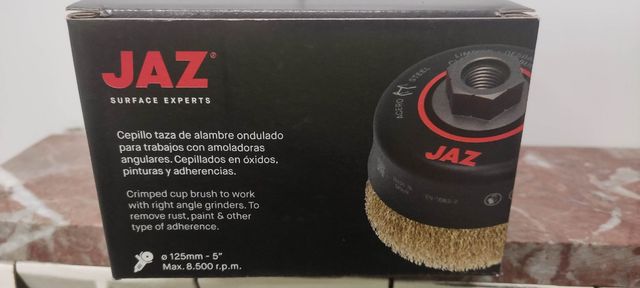 JAZ®
SURFACE EXPERTS
Cepillo taza de alambre ondulado
para trabajos con amoladoras
angulares. Cepillados en óxidos,
pinturas y adherencias.
Crimped cup brush to work
with right angle grinders. To
remove rust, paint & other
type of adherence.
ø 125mm - 5"
Max. 8.500 r.p.m.
STEEL
ACERO
JAZ